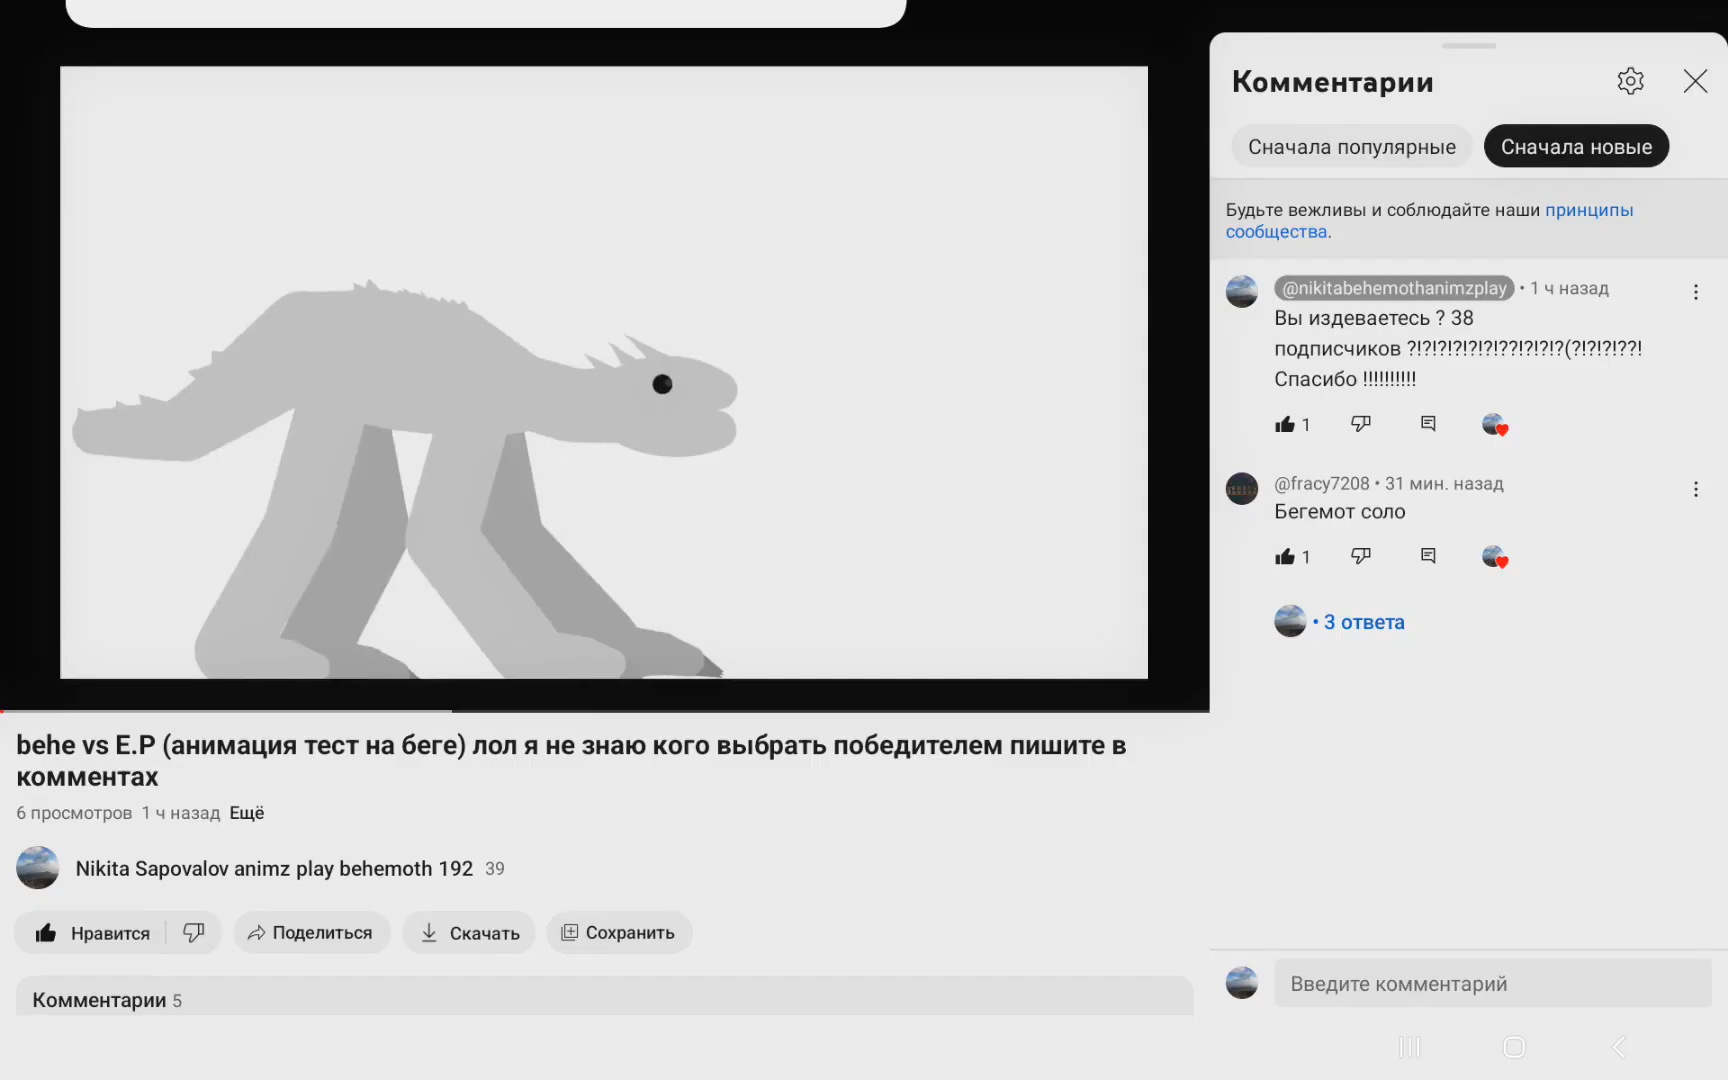 Комментарии
Сначала популярные
Сначала новые
Будьте вежливы и соблюдайте наши принципы
сообщества.
@nikitabehemothanimzplay • 1 ч назад
Вы издеваетесь ? 38
подписчиков ?!?!?!?!?!?!??!?!?!?(?!?!?!??!
Спасибо !!!!!!!!!!
1
@fracy7208 • 31 мин. назад
Бегемот соло
1
• 3 ответа
behe vs E.P (анимация тест на беге) лол я не знаю кого выбрать победителем пишите в
комментах
6 просмотров 1 ч назад Ещё
Nikita Sapovalov animz play behemoth 192 39
Нравится
Поделиться
Скачать
Сохранить
Комментарии 5
Введите комментарий